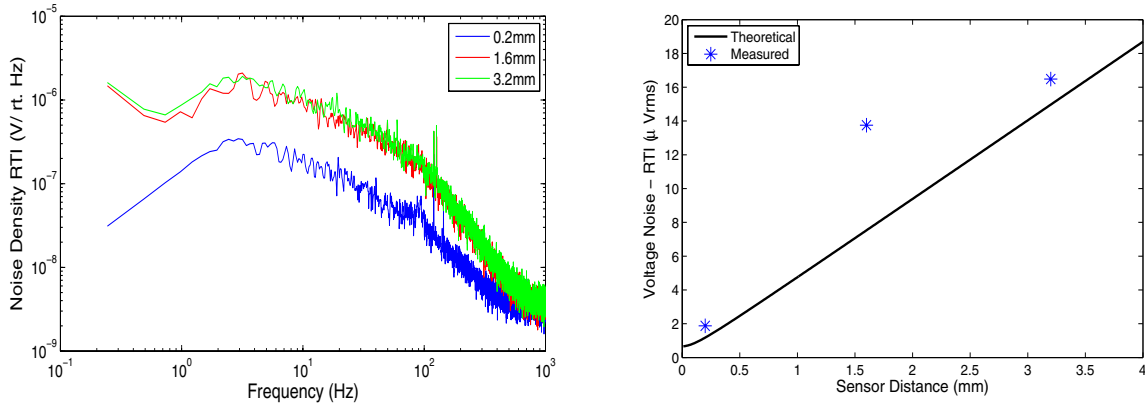 10^-5
10^-6
10^-7
10^-8
10^-9
Noise Density RTI (V/ rt. Hz)
0.2mm
1.6mm
3.2mm
10^-1 10^0 10^1 10^2 10^3
Frequency (Hz)
20
18
16
14
12
10
8
6
4
2
0
Voltage Noise − RTI (μ Vrms)
Theoretical
Measured
0 0.5 1 1.5 2 2.5 3 3.5 4
Sensor Distance (mm)